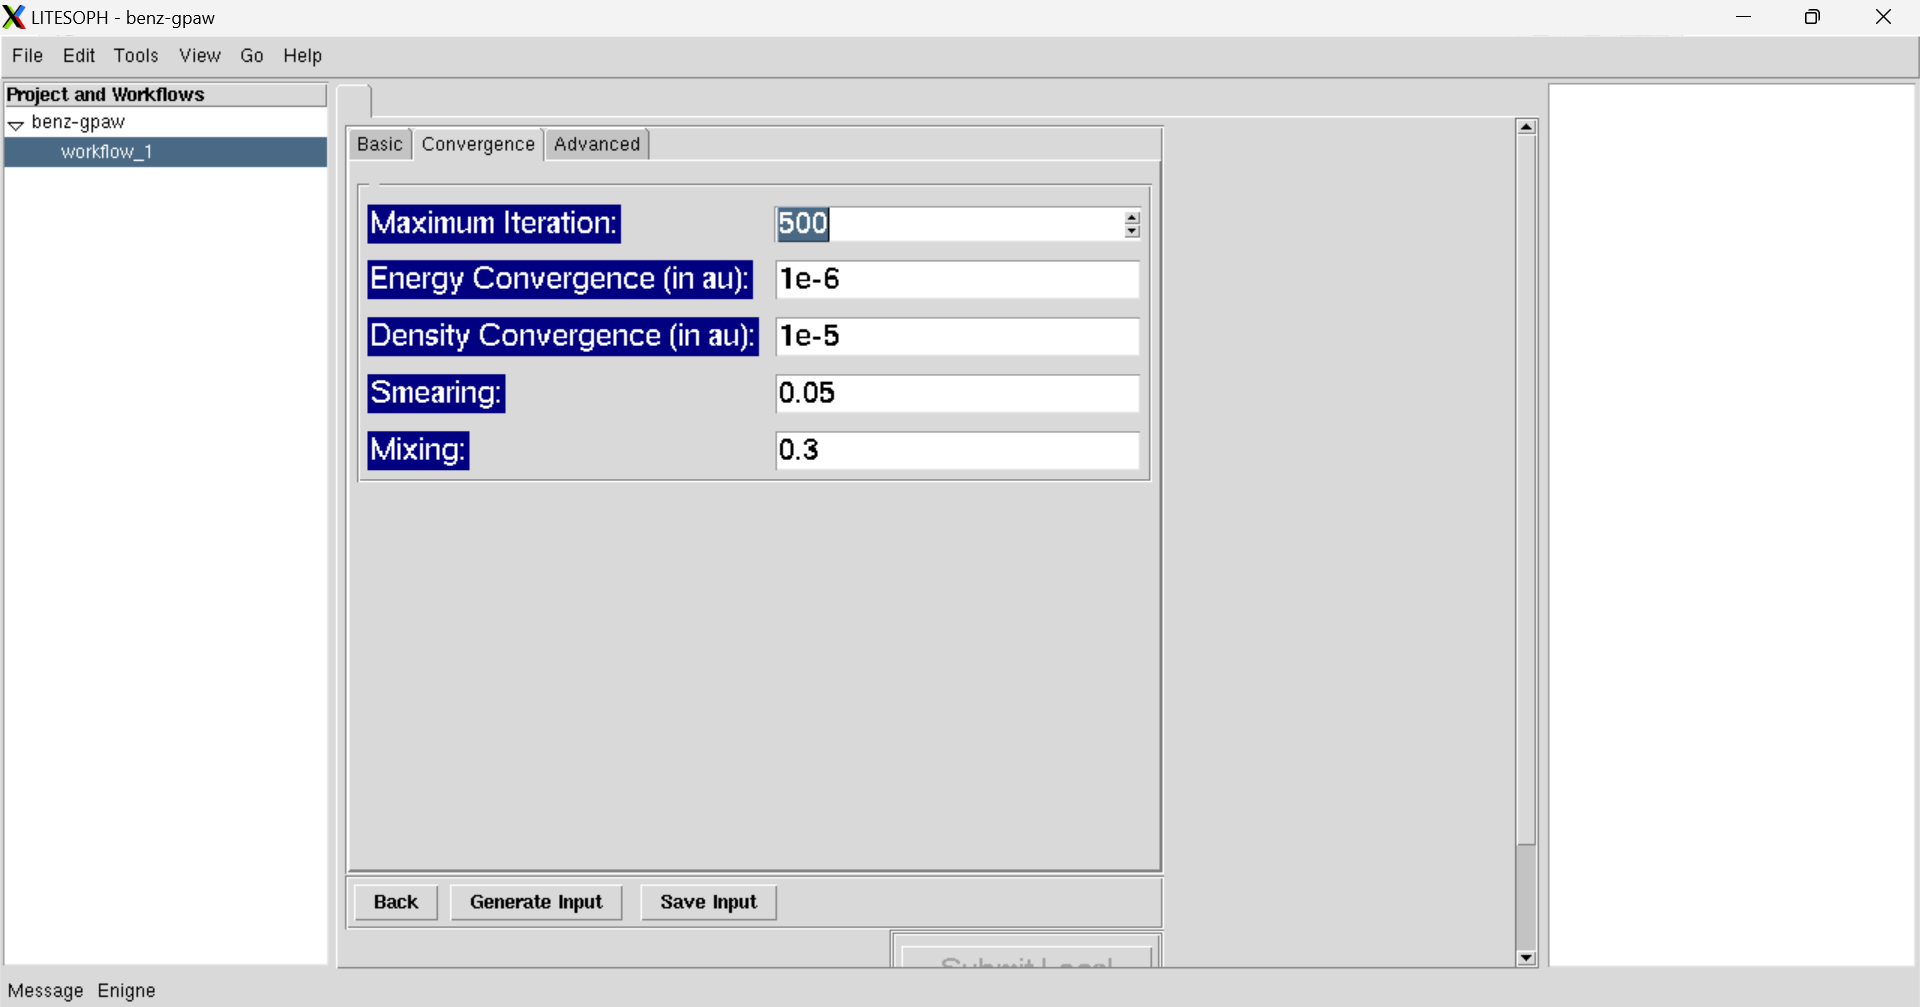 LITESOPH - benz-gpaw
File Edit Tools View Go Help
Project and Workflows
benz-gpaw
workflow_1
Basic Convergence Advanced
Maximum Iteration: 500
Energy Convergence (in au): 1e-6
Density Convergence (in au): 1e-5
Smearing: 0.05
Mixing: 0.3
Back Generate Input Save Input
Submit Local
Message Enigne